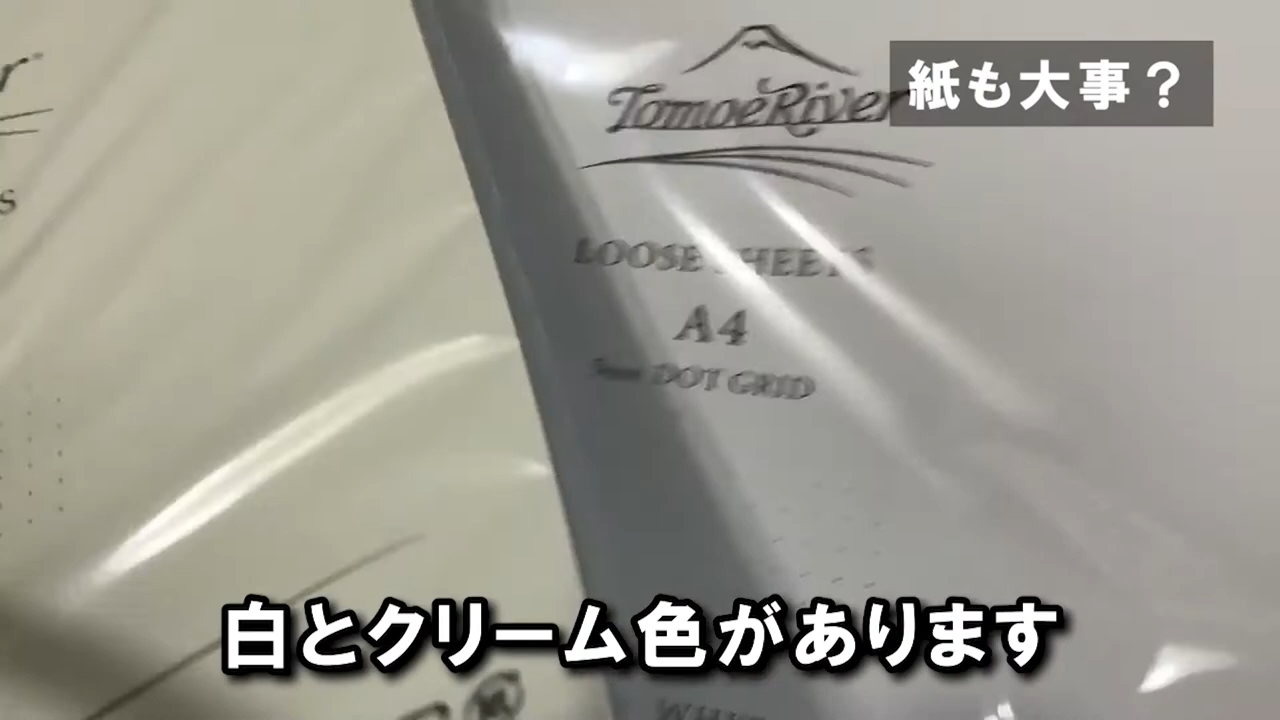 紙も大事？
TomoeRiver
LOOSE SHEETS
A4
5mm DOT GRID
白とクリーム色があります